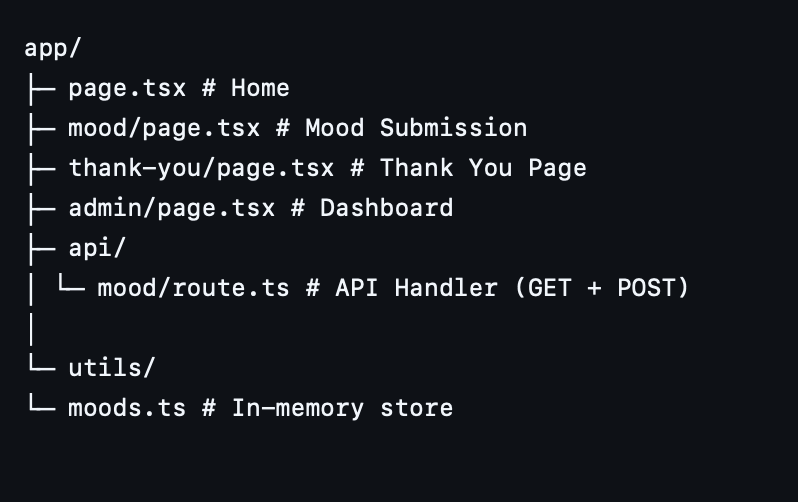 app/
├─ page.tsx # Home
├─ mood/page.tsx # Mood Submission
├─ thank-you/page.tsx # Thank You Page
├─ admin/page.tsx # Dashboard
├─ api/
│ └─ mood/route.ts # API Handler (GET + POST)
│
└─ utils/
└─ moods.ts # In-memory store